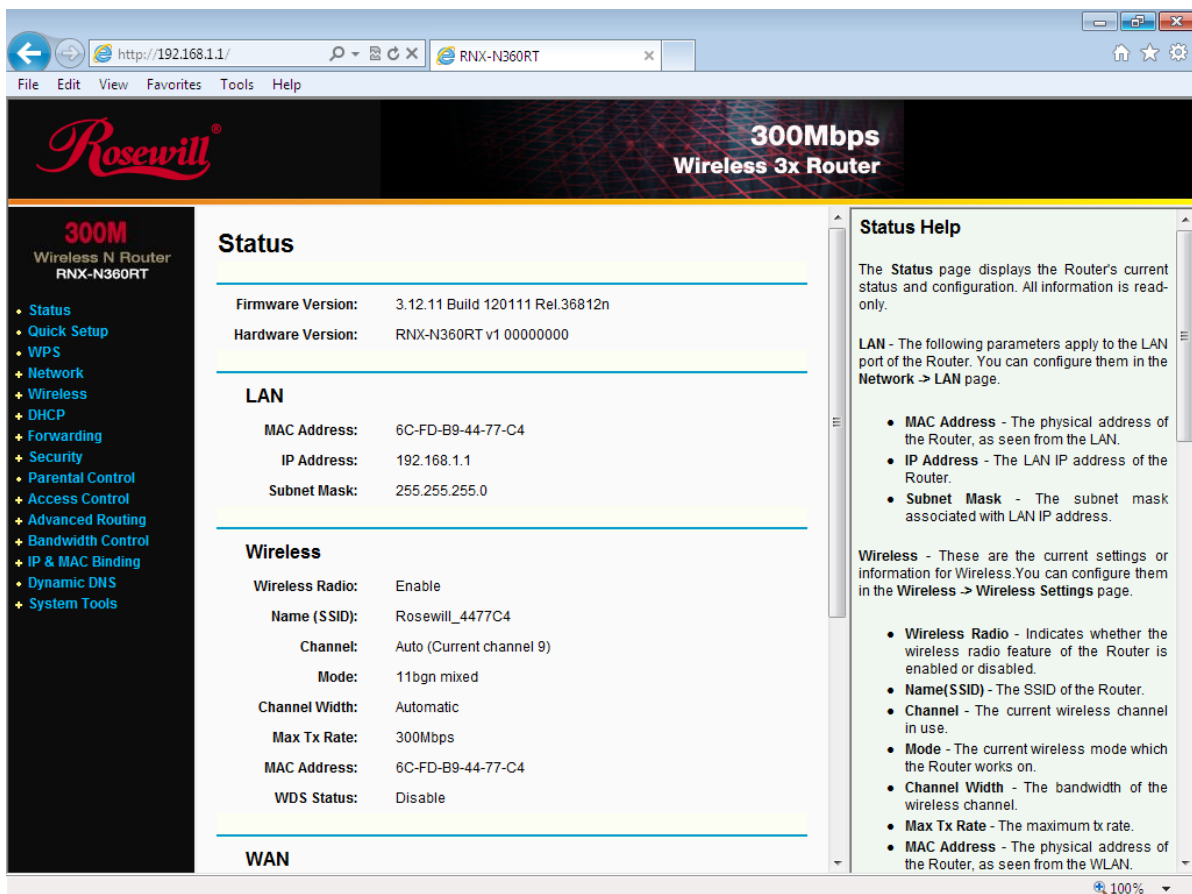 http://192.168.1.1/
RNX-N360RT
File Edit View Favorites Tools Help
Rosewill®
300Mbps
Wireless 3x Router
300M
Wireless N Router
RNX-N360RT
Status
Quick Setup
WPS
Network
Wireless
DHCP
Forwarding
Security
Parental Control
Access Control
Advanced Routing
Bandwidth Control
IP & MAC Binding
Dynamic DNS
System Tools
Status
Firmware Version: 3.12.11 Build 120111 Rel.36812n
Hardware Version: RNX-N360RT v1 00000000
LAN
MAC Address: 6C-FD-B9-44-77-C4
IP Address: 192.168.1.1
Subnet Mask: 255.255.255.0
Wireless
Wireless Radio: Enable
Name (SSID): Rosewill_4477C4
Channel: Auto (Current channel 9)
Mode: 11bgn mixed
Channel Width: Automatic
Max Tx Rate: 300Mbps
MAC Address: 6C-FD-B9-44-77-C4
WDS Status: Disable
WAN
Status Help
The Status page displays the Router's current
status and configuration. All information is read-
only.
LAN - The following parameters apply to the LAN
port of the Router. You can configure them in the
Network -> LAN page.
MAC Address - The physical address of
the Router, as seen from the LAN.
IP Address - The LAN IP address of the
Router.
Subnet Mask - The subnet mask
associated with LAN IP address.
Wireless - These are the current settings or
information for Wireless.You can configure them
in the Wireless -> Wireless Settings page.
Wireless Radio - Indicates whether the
wireless radio feature of the Router is
enabled or disabled.
Name(SSID) - The SSID of the Router.
Channel - The current wireless channel
in use.
Mode - The current wireless mode which
the Router works on.
Channel Width - The bandwidth of the
wireless channel.
Max Tx Rate - The maximum tx rate.
MAC Address - The physical address of
the Router, as seen from the WLAN.
100%